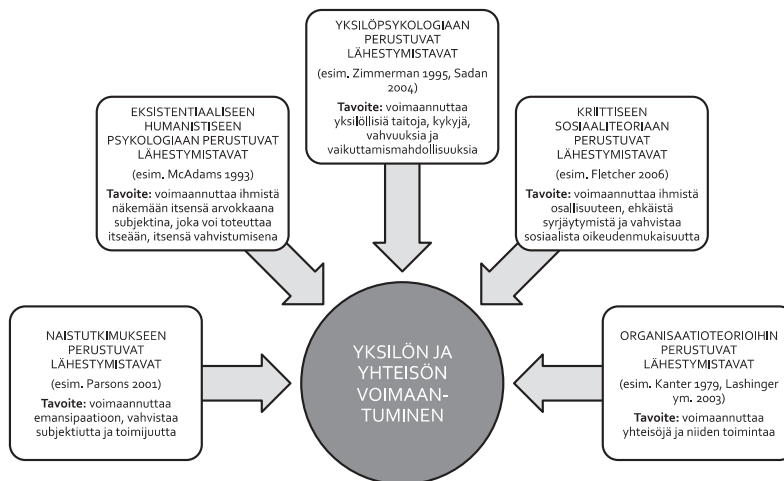 YKSILÖPSYKOLOGIAAN
PERUSTUVAT
LÄHESTYMISTAVAT
(esim. Zimmerman 1995, Sadan
2004)
Tavoite: voimaannuttaa
yksilöllisiä taitoja, kykyjä,
vahvuuksia ja
vaikuttamismahdollisuuksia
EKSISTENTIAALISEEN
HUMANISTISEEN
PSYKOLOGIAAN PERUSTUVAT
LÄHESTYMISTAVAT
(esim. McAdams 1993)
Tavoite: voimaannuttaa ihmistä
näkemään itsensä arvokkaana
subjektina, joka voi toteuttaa
itseään, itsensä vahvistumisena
KRIITTISEEN
SOSIAALITEORIAAN
PERUSTUVAT
LÄHESTYMISTAVAT
(esim. Fletcher 2006)
Tavoite: voimaannuttaa ihmistä
osallisuuteen, ehkäistä
syrjäytymistä ja vahvistaa
sosiaalista oikeudenmukaisuutta
NAISTUTKIMUKSEEN
PERUSTUVAT
LÄHESTYMISTAVAT
(esim. Parsons 2001)
Tavoite: voimaannuttaa
emansipaatioon, vahvistaa
subjektiutta ja toimijuutta
YKSILÖN JA
YHTEISÖN
VOIMAAN-
TUMINEN
ORGANISAATIOTEORIOIHIN
PERUSTUVAT
LÄHESTYMISTAVAT
(esim. Kanter 1979, Lashinger
ym. 2003)
Tavoite: voimaannuttaa
yhteisöjä ja niiden toimintaa